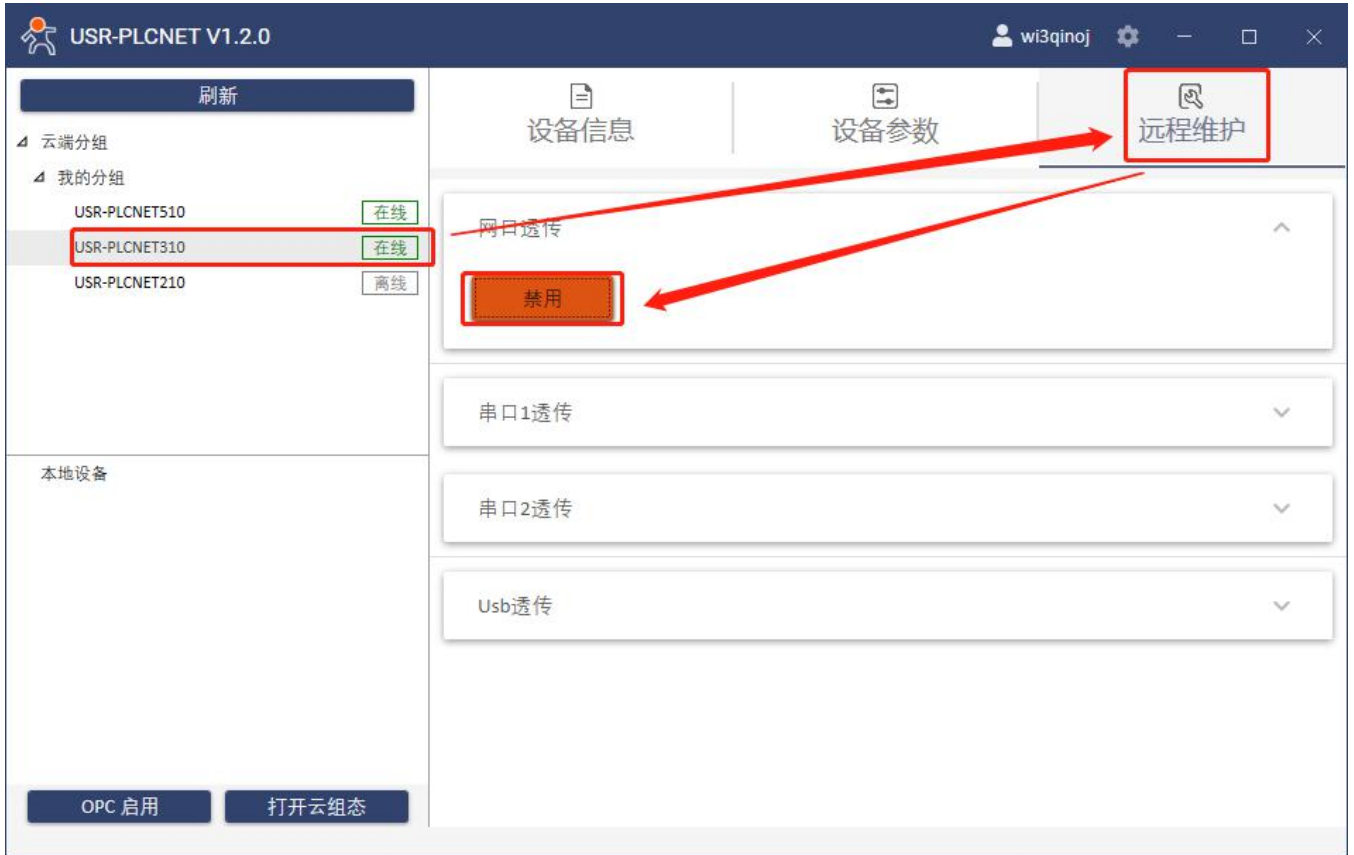 USR-PLCNET V1.2.0
wi3qinoj
刷新
云端分组
我的分组
USR-PLCNET510 在线
USR-PLCNET310 在线
USR-PLCNET210 离线
本地设备
OPC 启用
打开云组态
设备信息
设备参数
远程维护
网口透传
禁用
串口1透传
串口2透传
Usb透传